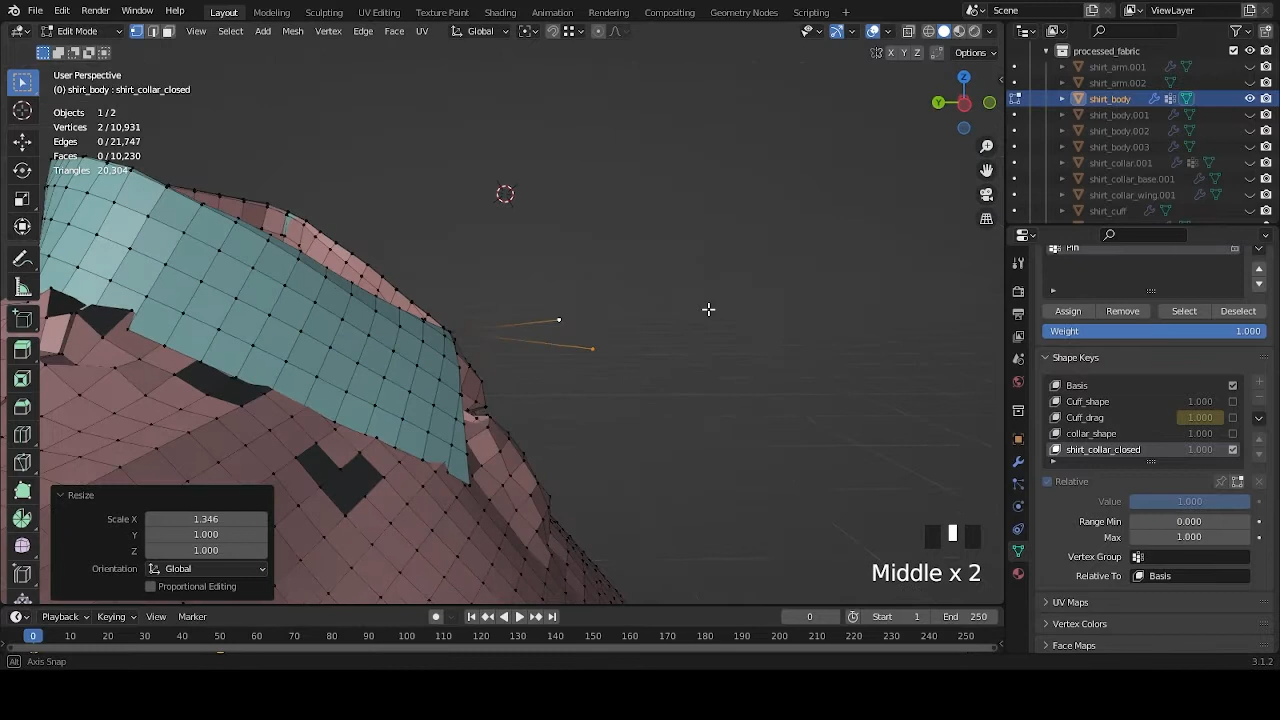 File Edit Render Window Help Layout Modeling Sculpting UV Editing Texture Paint Shading Animation Rendering Compositing Geometry Nodes Scripting + Scene ViewLayer
Edit Mode View Select Add Mesh Vertex Edge Face UV Global
X Y Z Options
User Perspective
(0) shirt_body : shirt_collar_closed
Objects 1/2
Vertices 2/10,931
Edges 0/21,747
Faces 0/10,230
Triangles 20,304
Z
Y
processed_fabric
shirt_arm.001
shirt_arm.002
shirt_body
shirt_body.001
shirt_body.002
shirt_body.003
shirt_collar.001
shirt_collar_base.001
shirt_collar_wing.001
shirt_cuff
Pin
Assign Remove Select Deselect
Weight 1.000
Shape Keys
Basis
Cuff_shape 1.000
Cuff_drag 1.000
collar_shape 1.000
shirt_collar_closed 1.000
Relative
Value 1.000
Range Min 0.000
Max 1.000
Vertex Group
Relative To Basis
UV Maps
Vertex Colors
Face Maps
Resize
Scale X 1.346
Y 1.000
Z 1.000
Orientation Global
Proportional Editing
Middle x 2
Playback Keying View Marker 0 Start 1 End 250
0 10 20 30 40 50 60 70 80 90 100 110 120 130 140 150 160 170 180 190 200 210 220 230 240 250
Alt Axis Snap 3.1.2